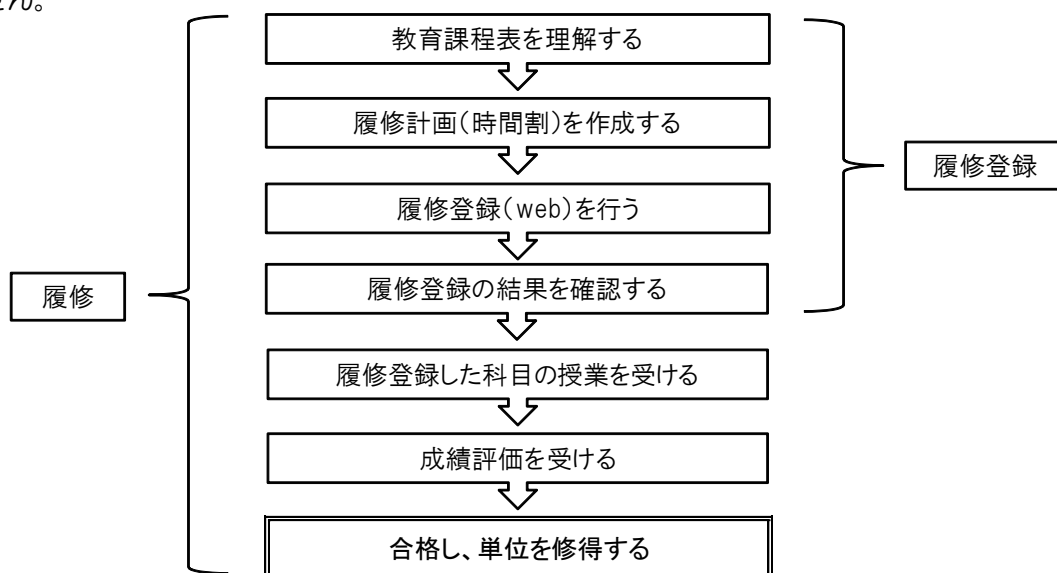 教育課程表を理解する
履修計画(時間割)を作成する
履修登録
履修登録(web)を行う
履修登録の結果を確認する
履修
履修登録した科目の授業を受ける
成績評価を受ける
合格し、単位を修得する